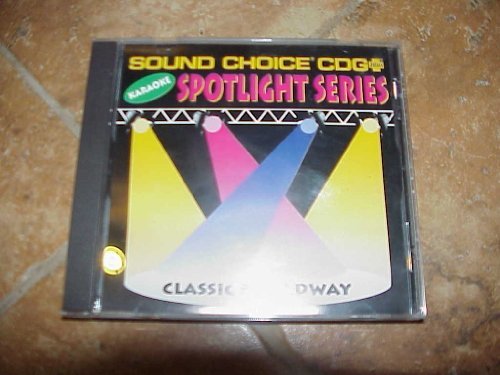 SOUND CHOICE CDG
KARAOKE
SPOTLIGHT SERIES
CLASSIC